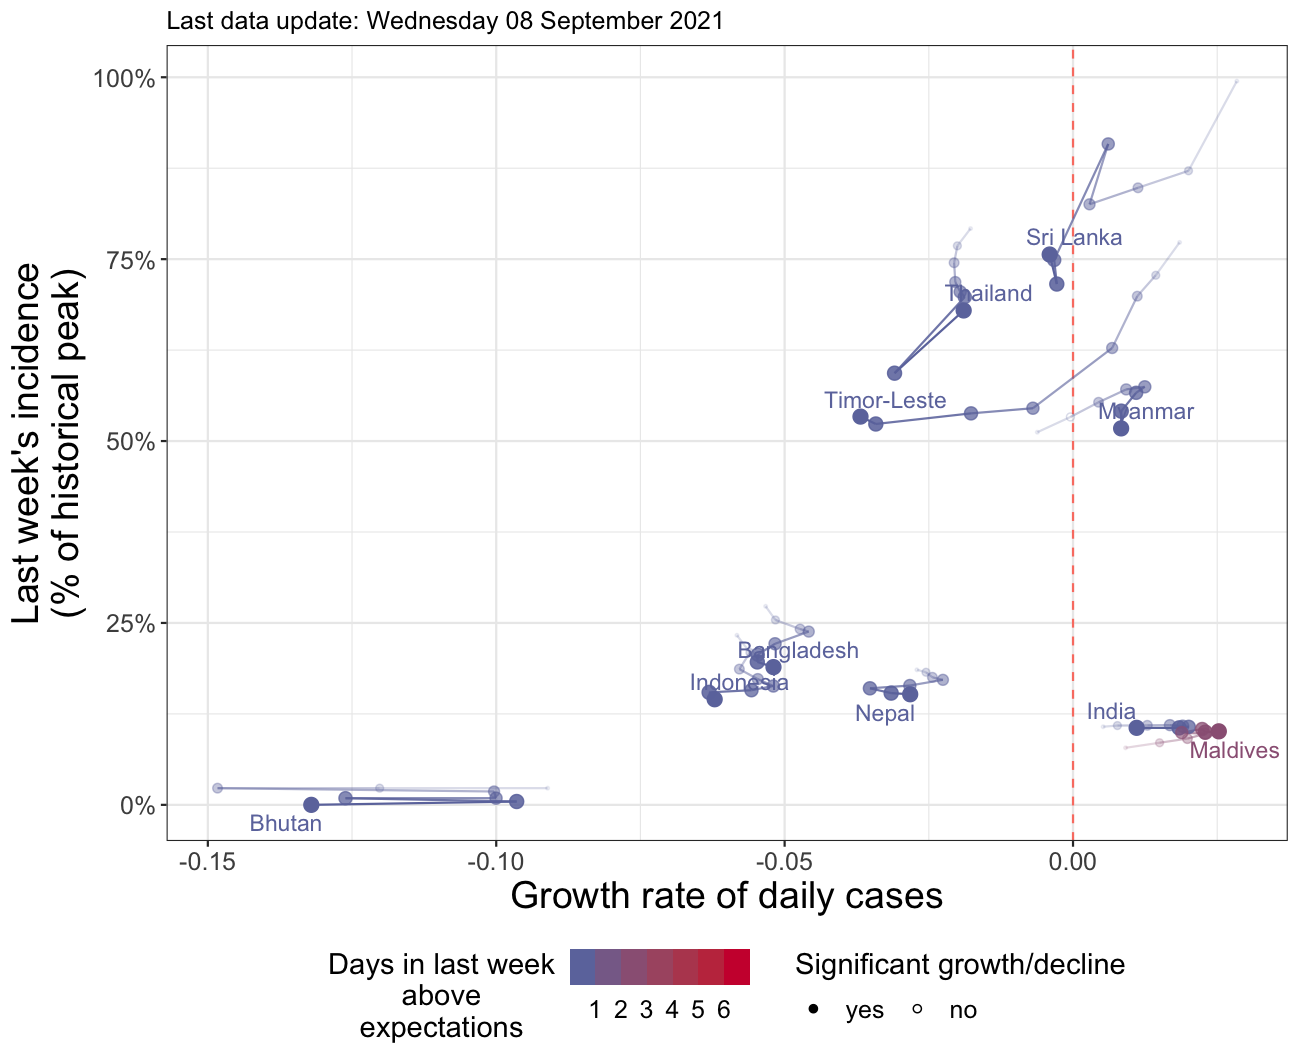 Last data update: Wednesday 08 September 2021
100%
75%
50%
25%
0%
Last week's incidence
(% of historical peak)
Sri Lanka
Thailand
Timor-Leste
Myanmar
Bangladesh
Indonesia
Nepal
India
Maldives
Bhutan
-0.15 -0.10 -0.05 0.00
Growth rate of daily cases
Days in last week
above
expectations
1 2 3 4 5 6
Significant growth/decline
yes no